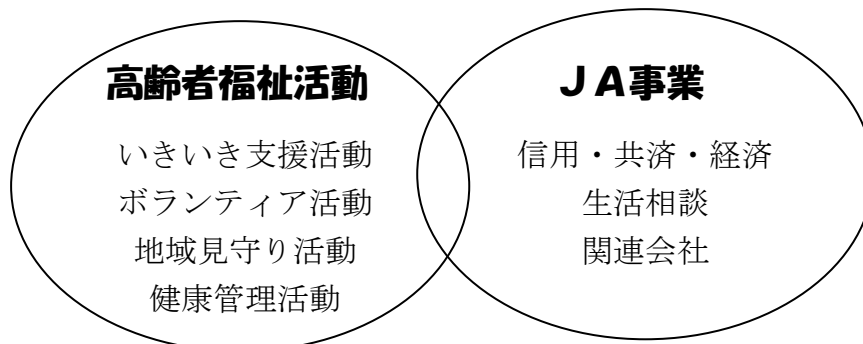 高齢者福祉活動
いきいき支援活動
ボランティア活動
地域見守り活動
健康管理活動
ＪＡ事業
信用・共済・経済
生活相談
関連会社